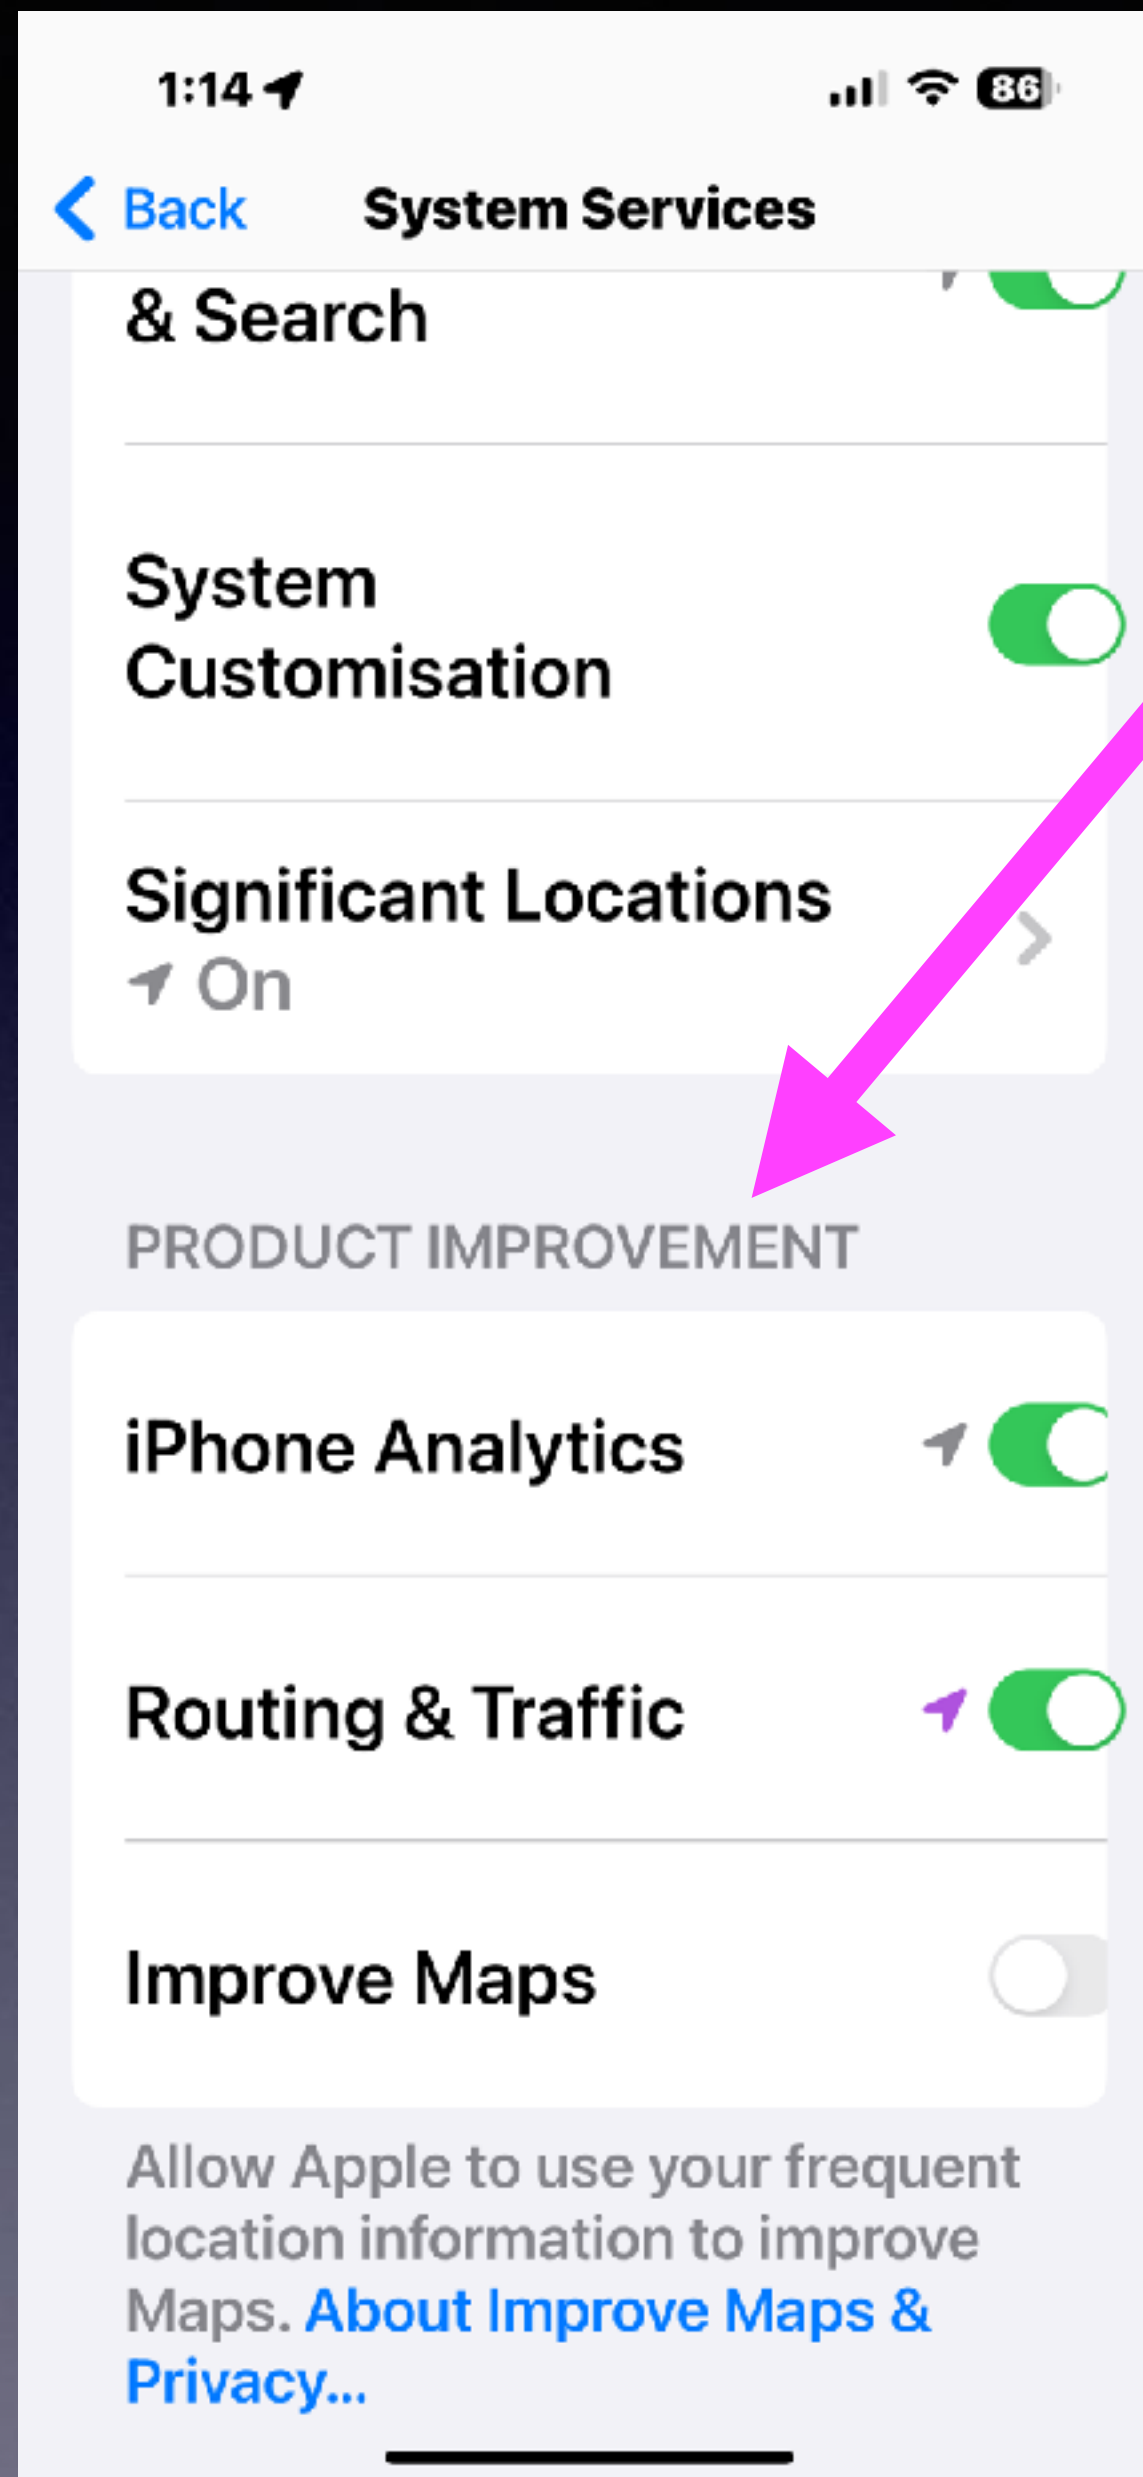 1:14
86
Back
System Services
& Search
System
Customisation
Significant Locations
On
PRODUCT IMPROVEMENT
iPhone Analytics
Routing & Traffic
Improve Maps
Allow Apple to use your frequent
location information to improve
Maps. About Improve Maps &
Privacy...